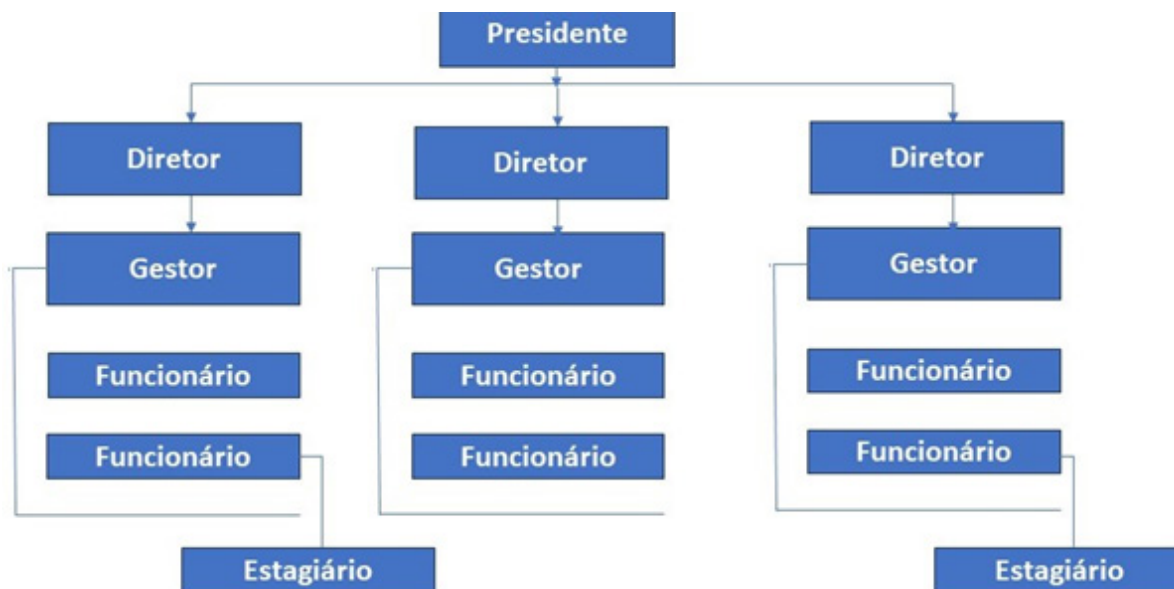 Presidente
Diretor
Diretor
Diretor
Gestor
Gestor
Gestor
Funcionário
Funcionário
Funcionário
Funcionário
Funcionário
Funcionário
Estagiário
Estagiário